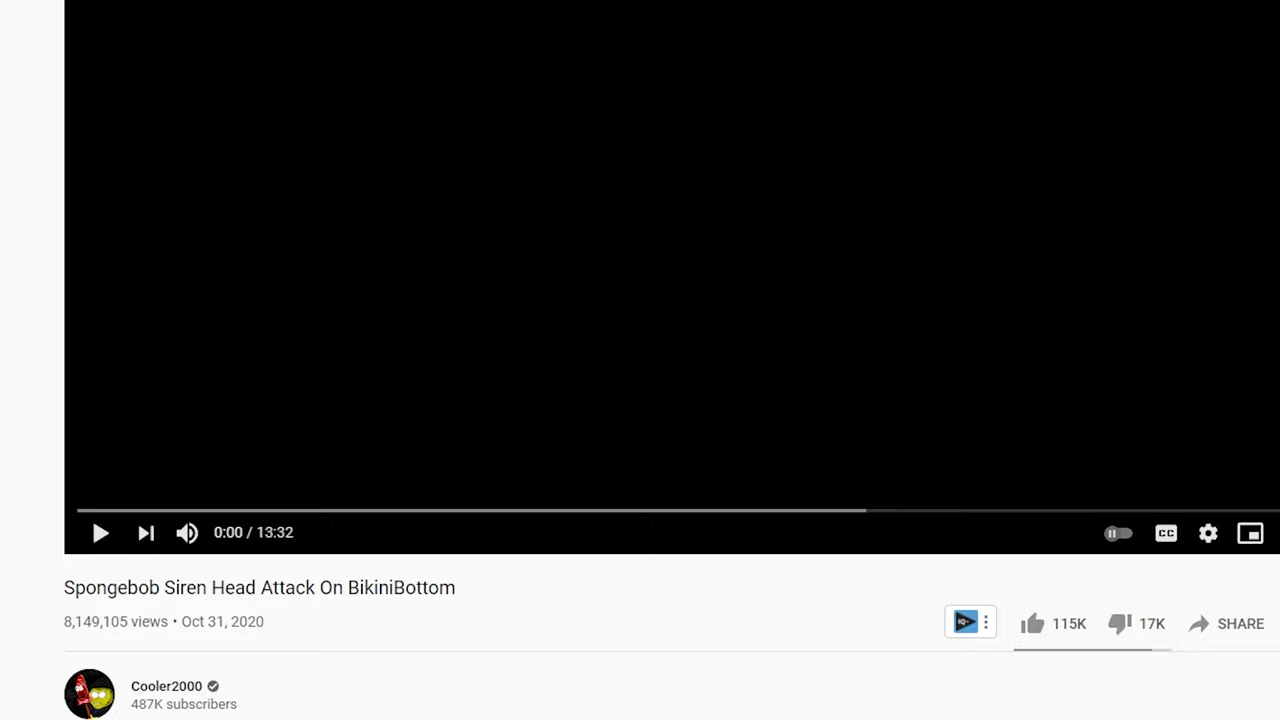 0:00 / 13:32
CC
Spongebob Siren Head Attack On BikiniBottom
8,149,105 views • Oct 31, 2020
115K
17K
SHARE
Cooler2000
487K subscribers